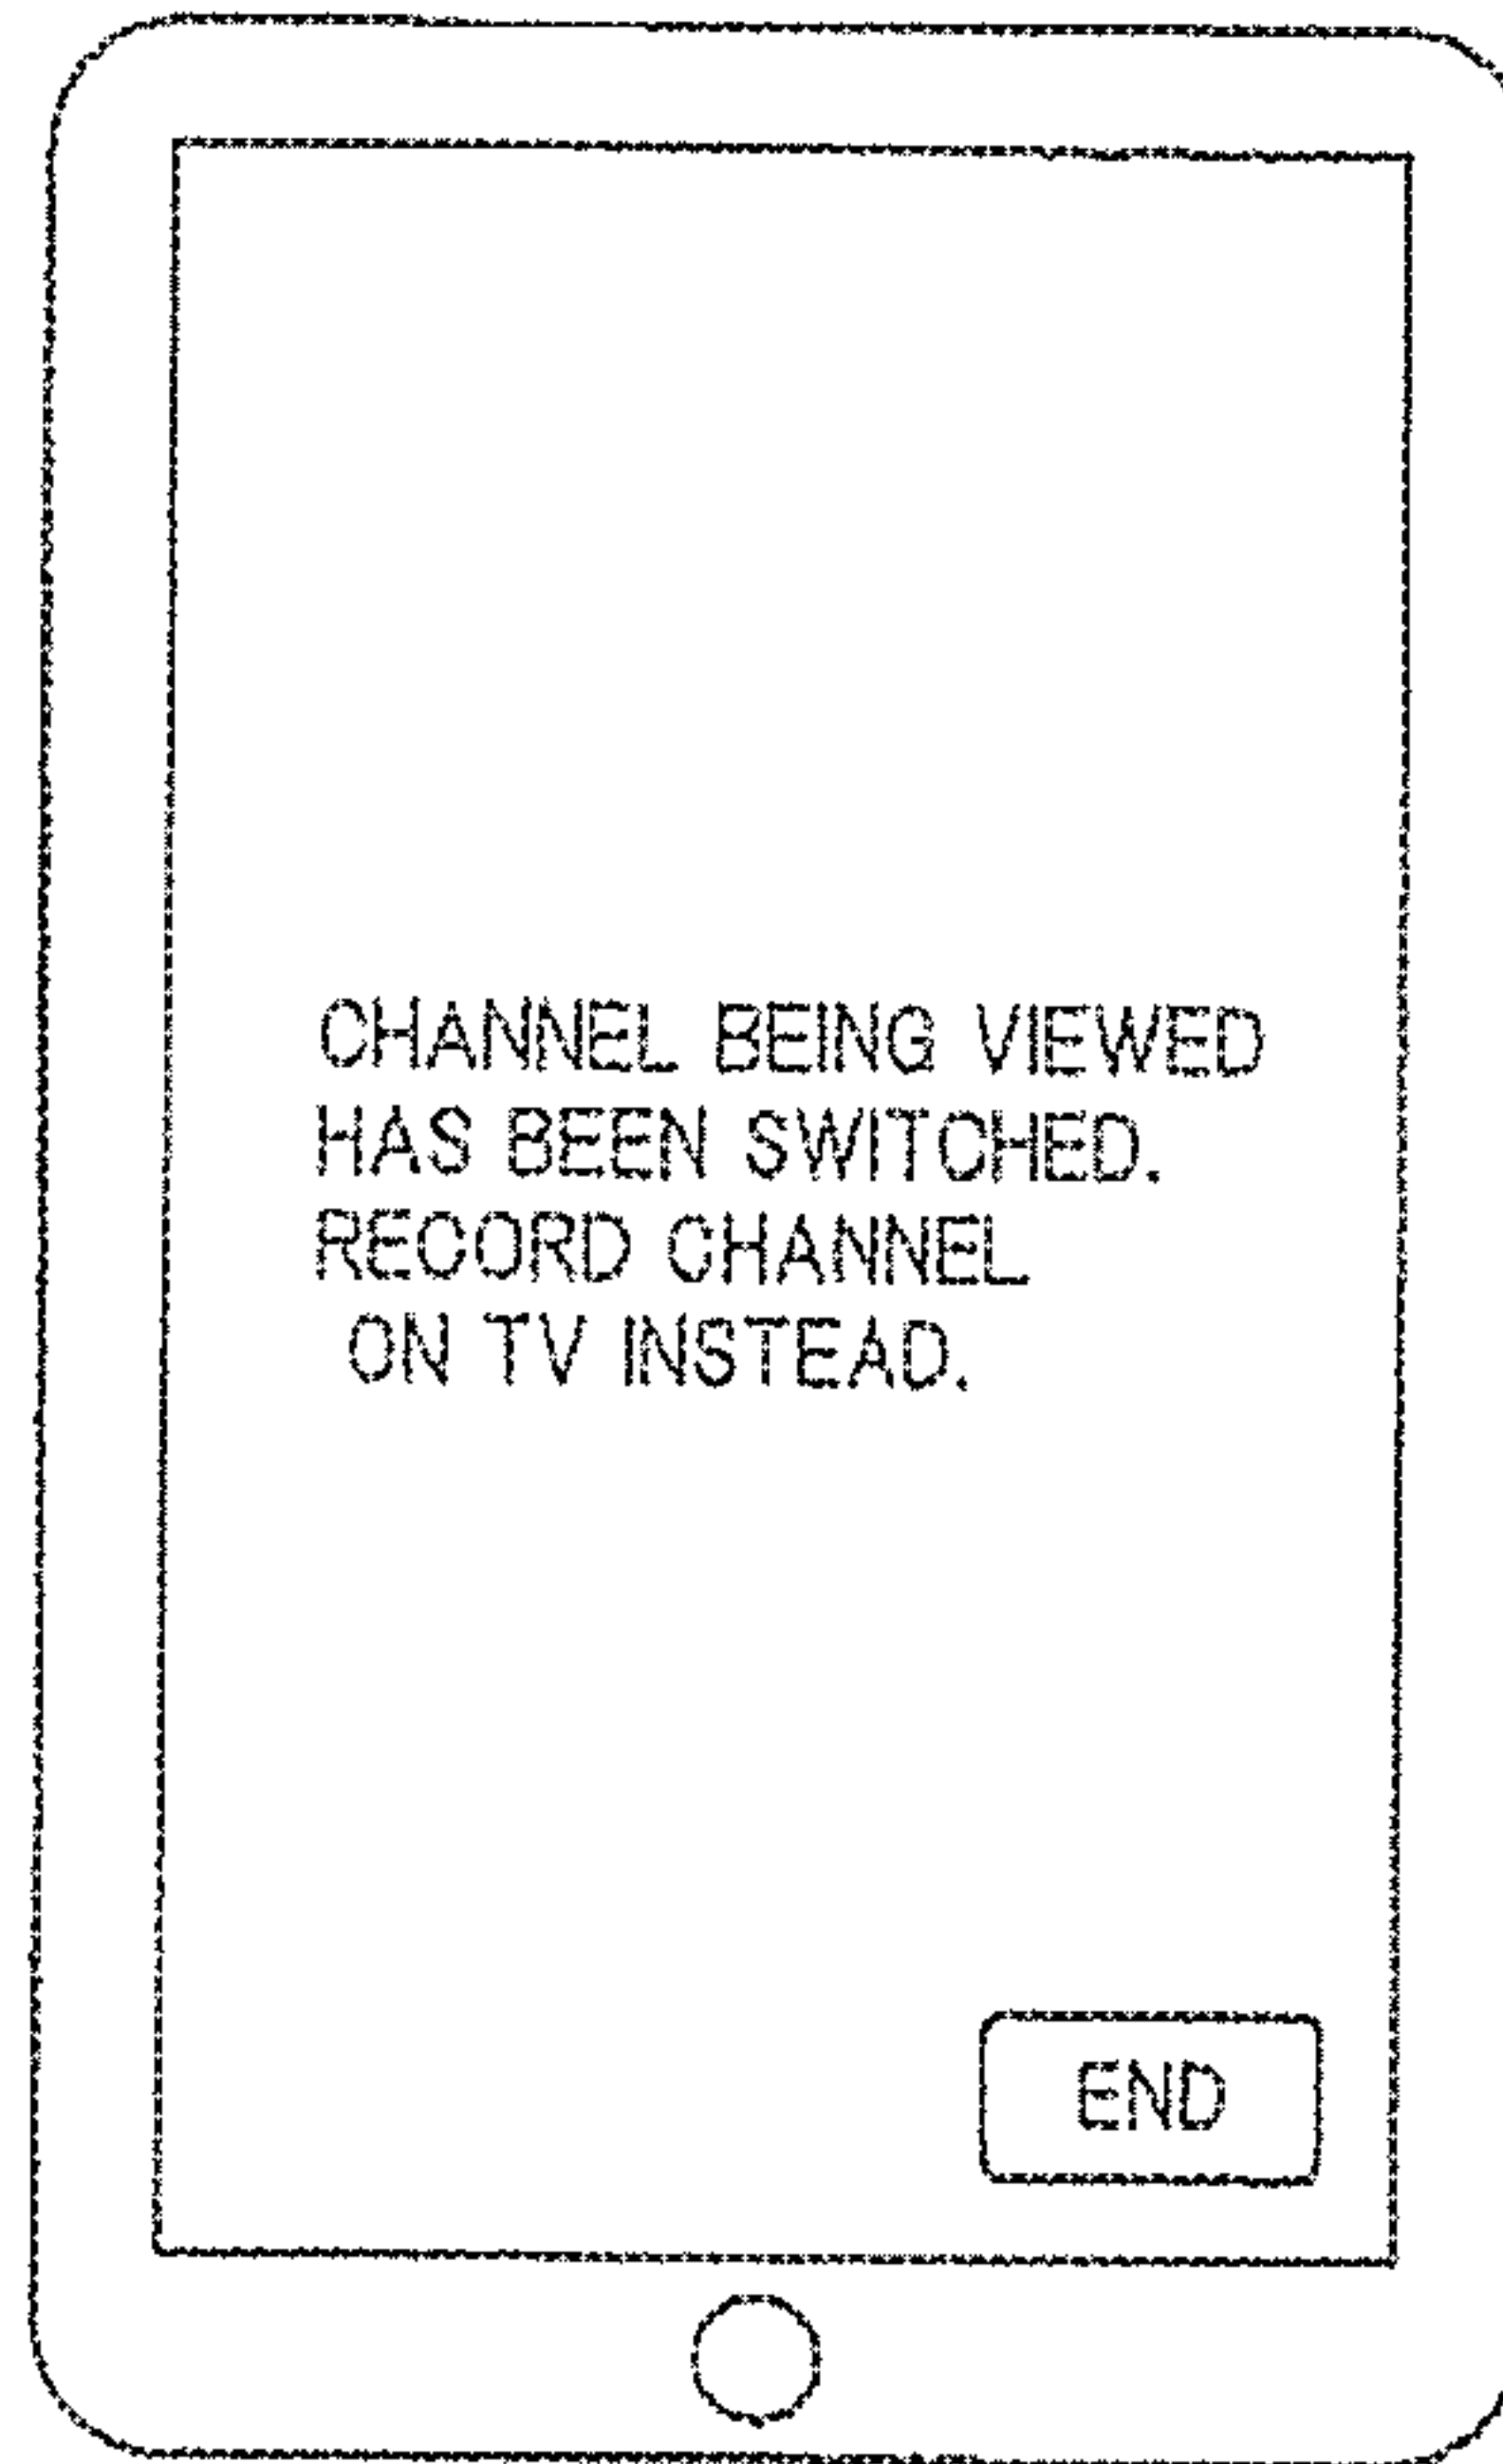 CHANNEL BEING VIEWED
HAS BEEN SWITCHED.
RECORD CHANNEL
ON TV INSTEAD.
END